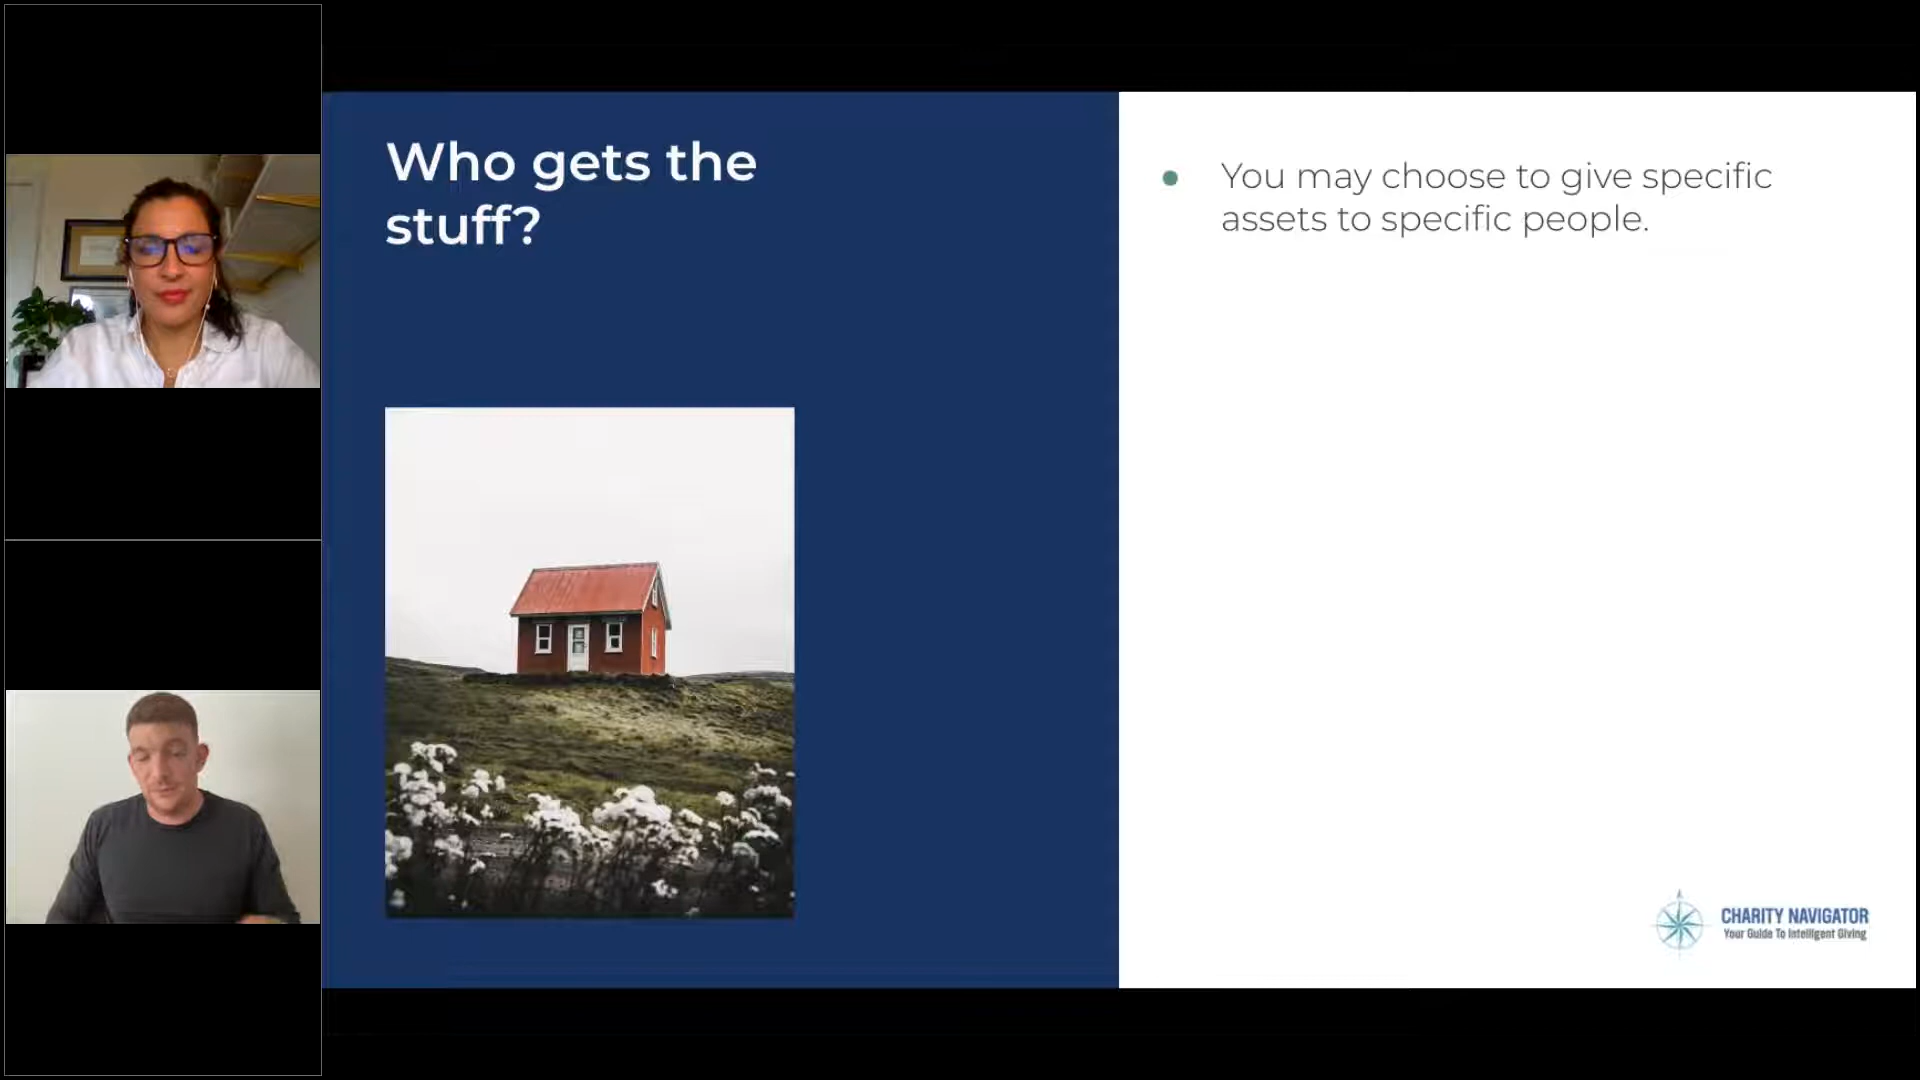 Who gets the
stuff?
You may choose to give specific
assets to specific people.
CHARITY NAVIGATOR
Your Guide To Intelligent Giving